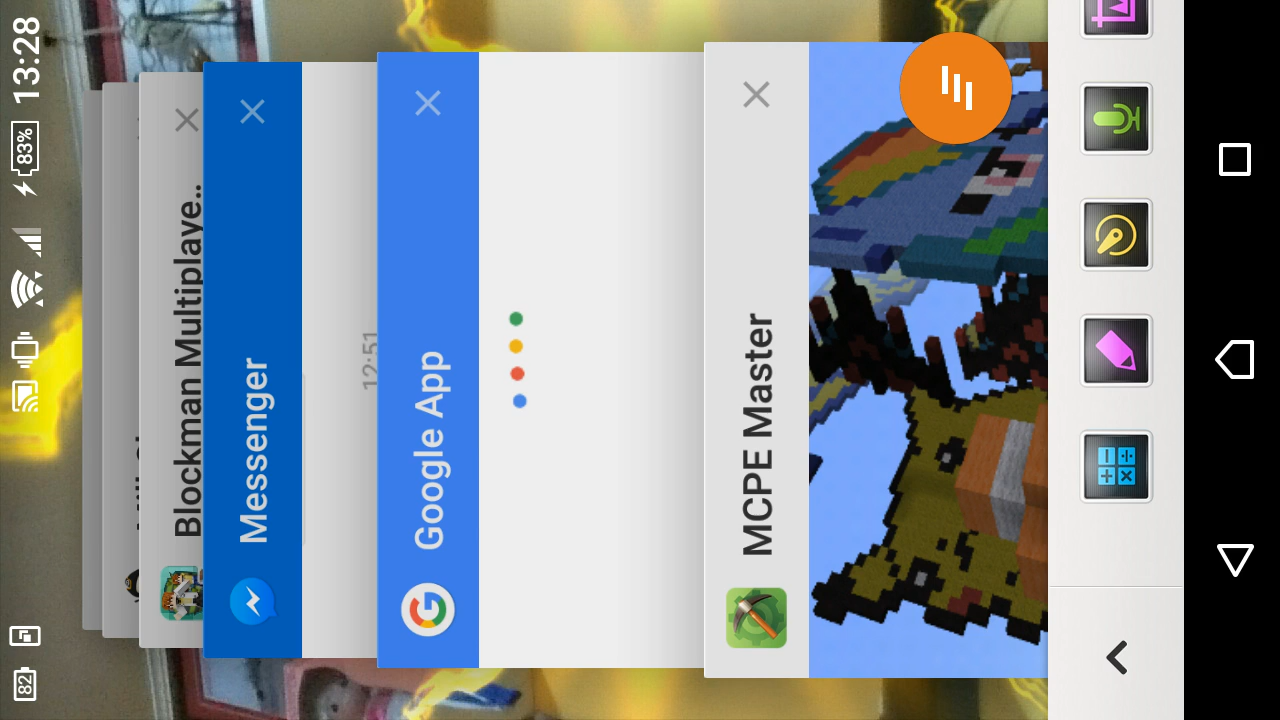 82
83%
13:28
Blockman Multiplaye..
Messenger
12:51
Google App
MCPE Master